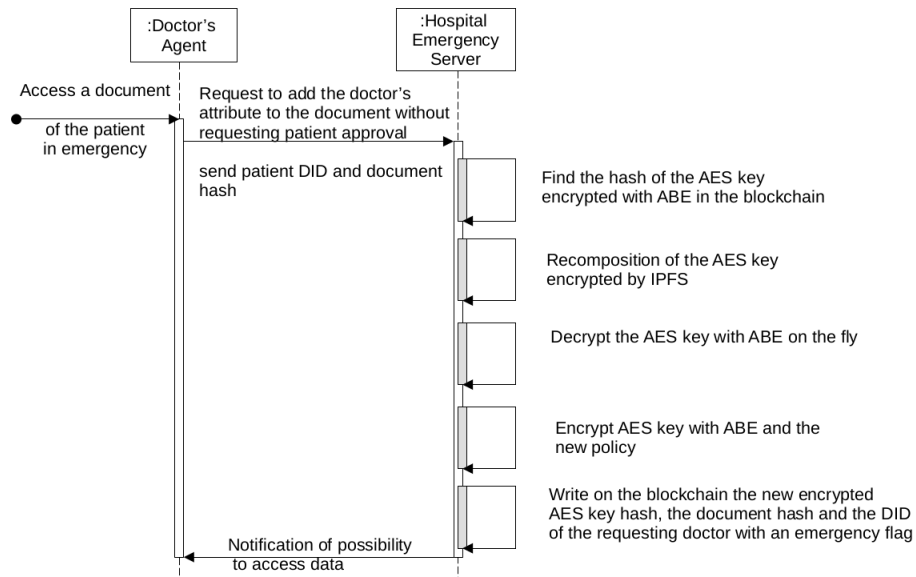 :Doctor's
Agent
:Hospital
Emergency
Server
Access a document
of the patient
in emergency
Request to add the doctor's
attribute to the document without
requesting patient approval
send patient DID and document
hash
Find the hash of the AES key
encrypted with ABE in the blockchain
Recomposition of the AES key
encrypted by IPFS
Decrypt the AES key with ABE on the fly
Encrypt AES key with ABE and the
new policy
Write on the blockchain the new encrypted
AES key hash, the document hash and the DID
of the requesting doctor with an emergency flag
Notification of possibility
to access data